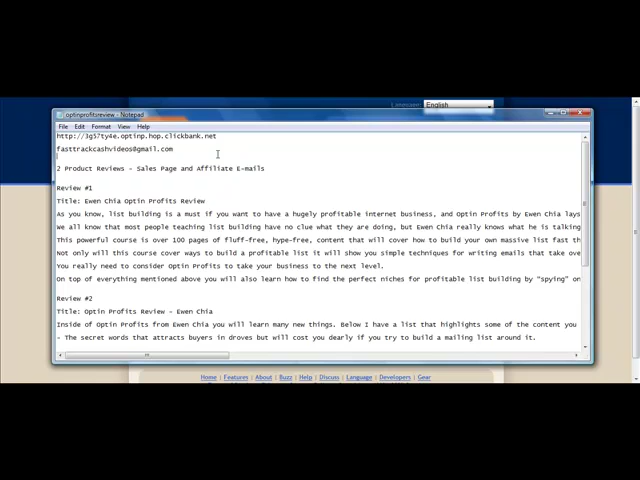 Language:
English
optinprofitsreview - Notepad
File Edit Format View Help
http://3g57ty4e.optinp.hop.clickbank.net
fasttrackcashvideos@gmail.com
2 Product Reviews - Sales Page and Affiliate E-mails
Review #1
Title: Ewen Chia Optin Profits Review
As you know, list building is a must if you want to have a hugely profitable internet business, and Optin Profits by Ewen Chia lays
We all know that most people teaching list building have no clue what they are doing, but Ewen Chia really knows what he is talking
This powerful course is over 100 pages of fluff-free, hype-free, content that will cover how to build your own massive list fast th
Not only will this course cover ways to build a profitable list it will show you simple techniques for writing emails that take ove
You really need to consider Optin Profits to take your business to the next level.
On top of everything mentioned above you will also learn how to find the perfect niches for profitable list building by "spying" on
Review #2
Title: Optin Profits Review - Ewen Chia
Inside of Optin Profits from Ewen Chia you will learn many new things. Below I have a list that highlights some of the content you
- The secret words that attracts buyers in droves but will cost you dearly if you try to build a mailing list around it.
Home | Features | About | Buzz | Help | Discuss | Language | Developers | Gear